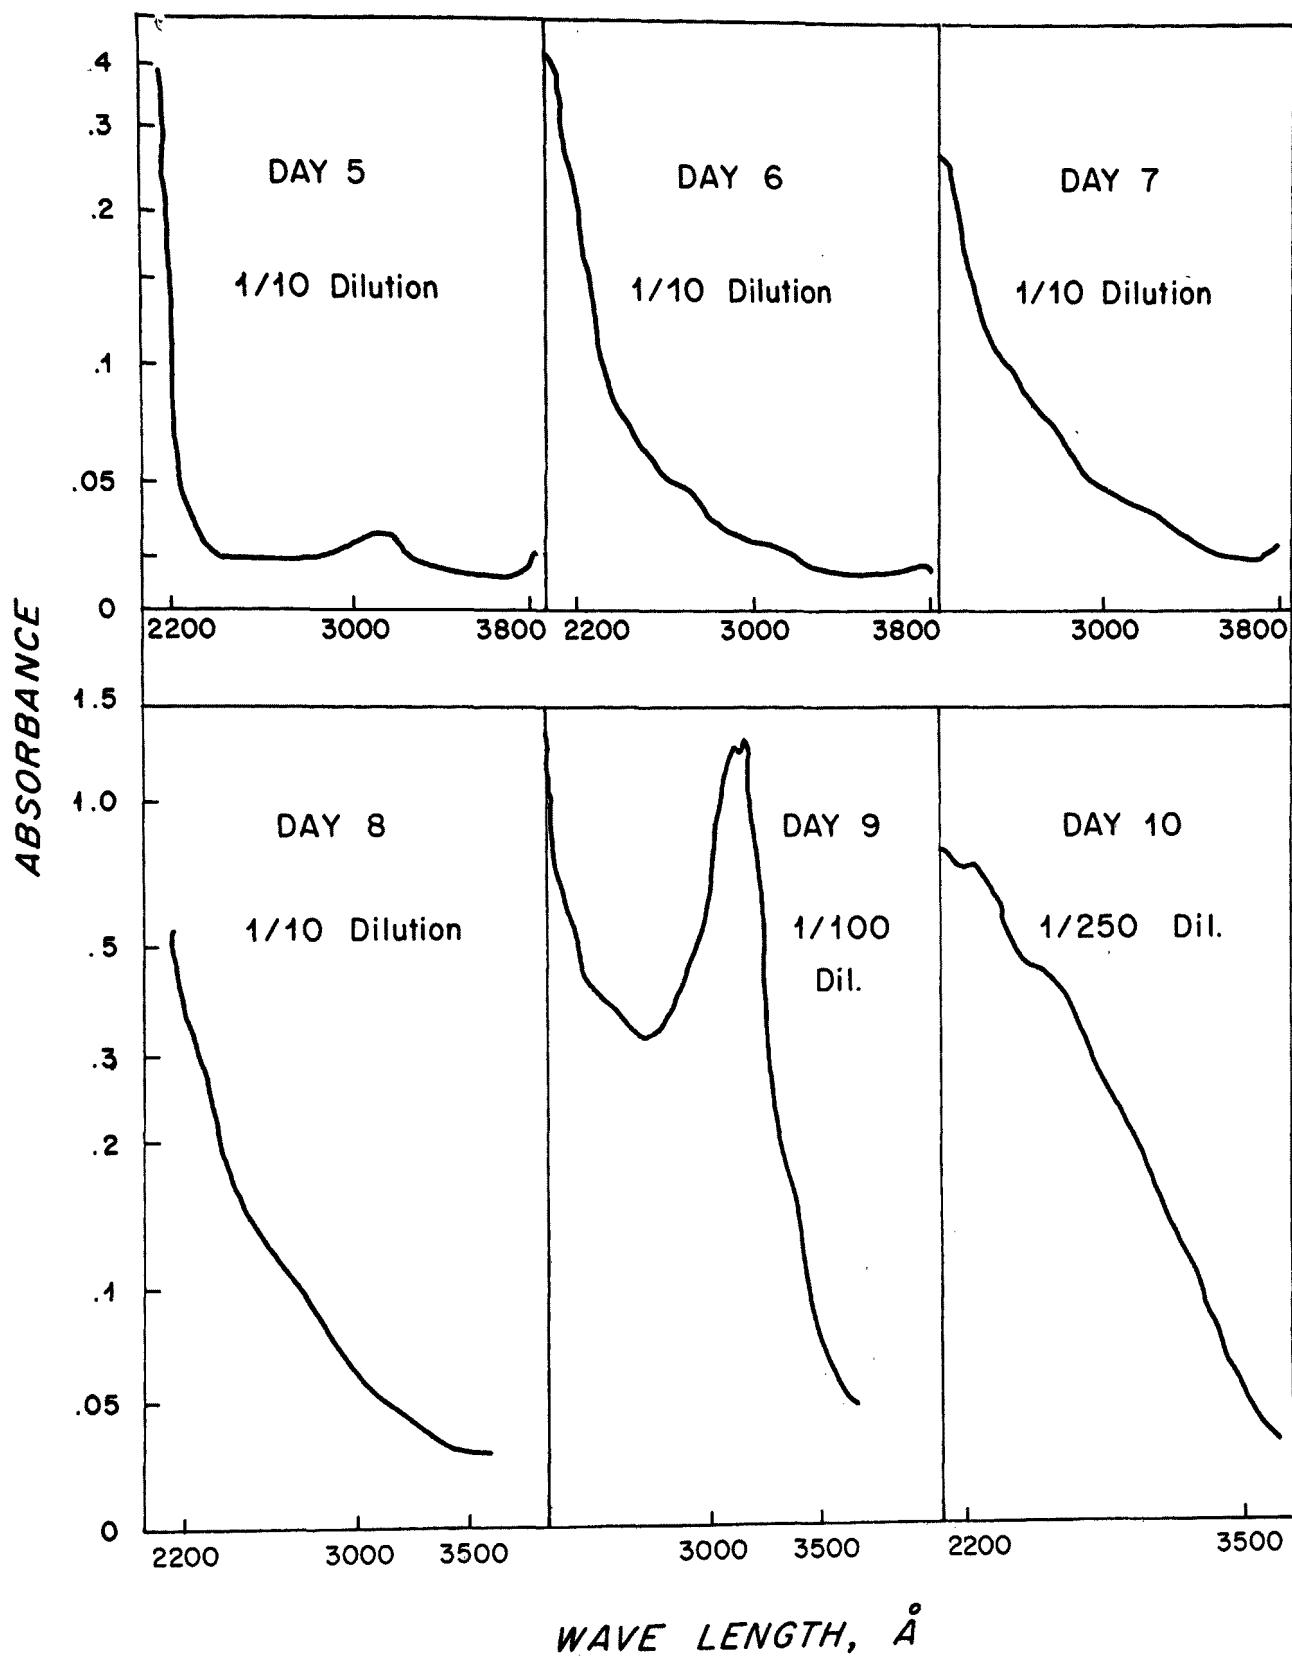 .4
.3
.2
.1
.05
0
DAY 5
1/10 Dilution
DAY 6
1/10 Dilution
DAY 7
1/10 Dilution
2200 3000 3800 2200 3000 3800 3000 3800
ABSORBANCE
1.5
1.0
.5
.3
.2
.1
.05
0
DAY 8
1/10 Dilution
DAY 9
1/100
Dil.
DAY 10
1/250 Dil.
2200 3000 3500 3000 3500 2200 3500
WAVE LENGTH, Å